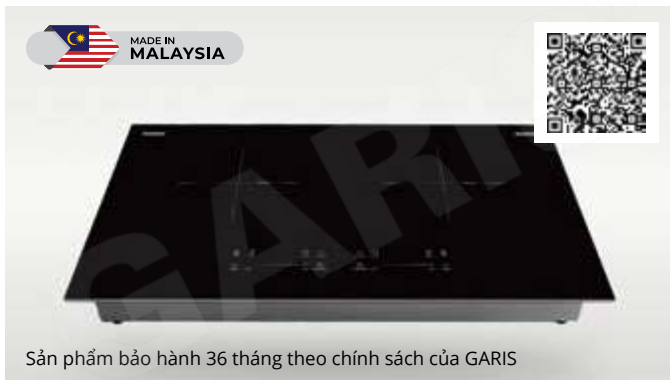 MADE IN
MALAYSIA
GARIS
Sản phẩm bảo hành 36 tháng theo chính sách của GARIS